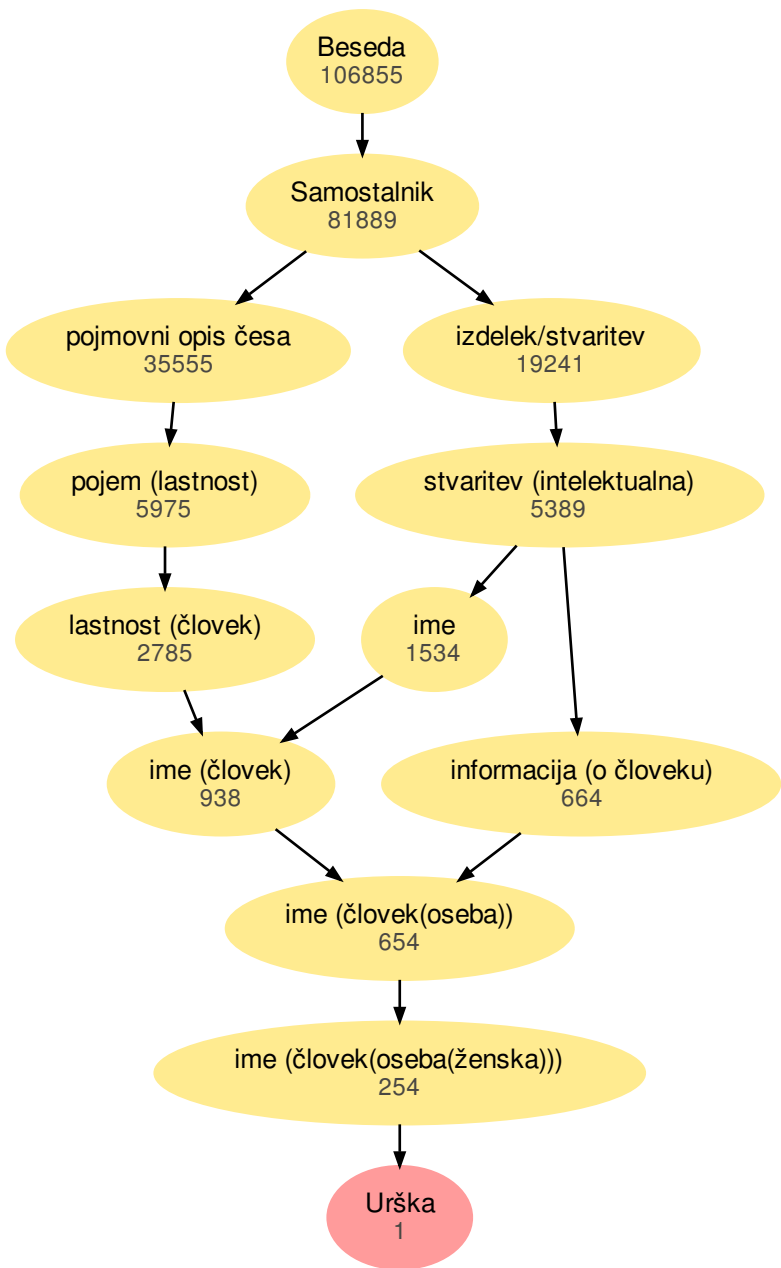 Beseda
106855
Samostalnik
81889
pojmovni opis česa
35555
izdelek/stvaritev
19241
pojem (lastnost)
5975
stvaritev (intelektualna)
5389
lastnost (človek)
2785
ime
1534
ime (človek)
938
informacija (o človeku)
664
ime (človek(oseba))
654
ime (človek(oseba(ženska)))
254
Urška
1